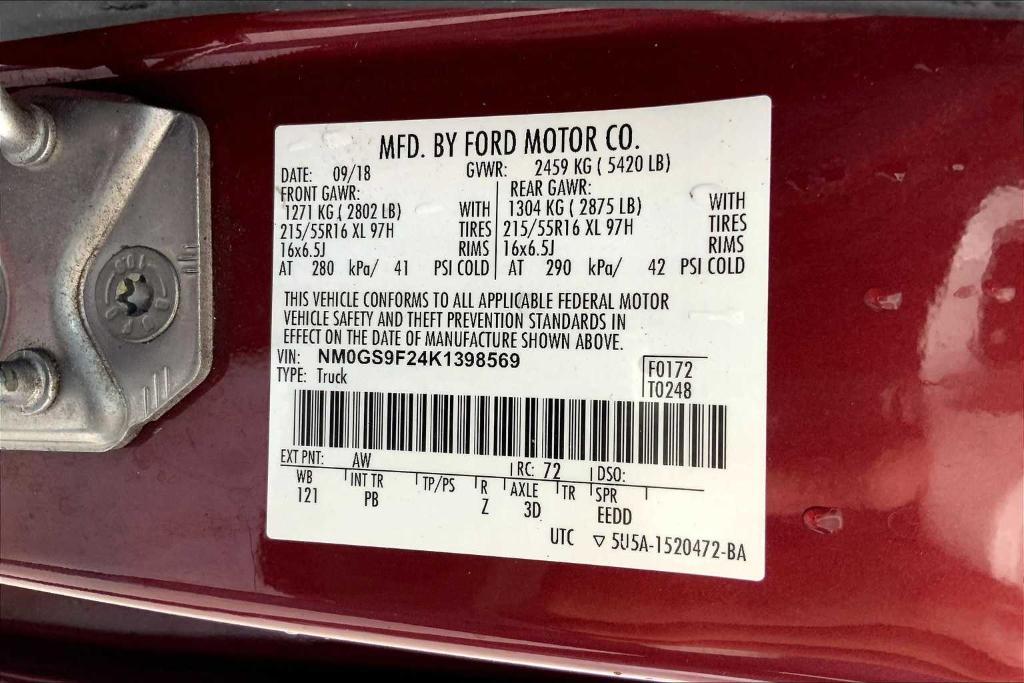 MFD. BY FORD MOTOR CO.
DATE: 09/18 GVWR: 2459 KG ( 5420 LB)
FRONT GAWR: REAR GAWR:
1271 KG ( 2802 LB) WITH 1304 KG ( 2875 LB) WITH
215/55R16 XL 97H TIRES 215/55R16 XL 97H TIRES
16x6.5J RIMS 16x6.5J RIMS
AT 280 kPa/ 41 PSI COLD AT 290 kPa/ 42 PSI COLD
THIS VEHICLE CONFORMS TO ALL APPLICABLE FEDERAL MOTOR
VEHICLE SAFETY AND THEFT PREVENTION STANDARDS IN
EFFECT ON THE DATE OF MANUFACTURE SHOWN ABOVE.
VIN: NM0GS9F24K1398569
TYPE: Truck
F0172
T0248
EXT PNT: AW RC: 72 DSO:
WB INT TR TP/PS R AXLE TR SPR
121 PB Z 3D EEDD
UTC ▽ 5U5A-1520472-BA